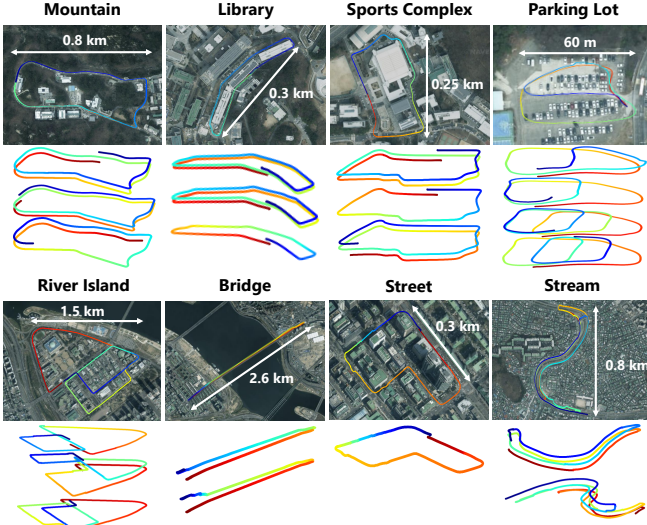 Mountain
Library
Sports Complex
Parking Lot
0.8 km
0.3 km
0.25 km
60 m
River Island
Bridge
Street
Stream
1.5 km
2.6 km
0.3 km
0.8 km